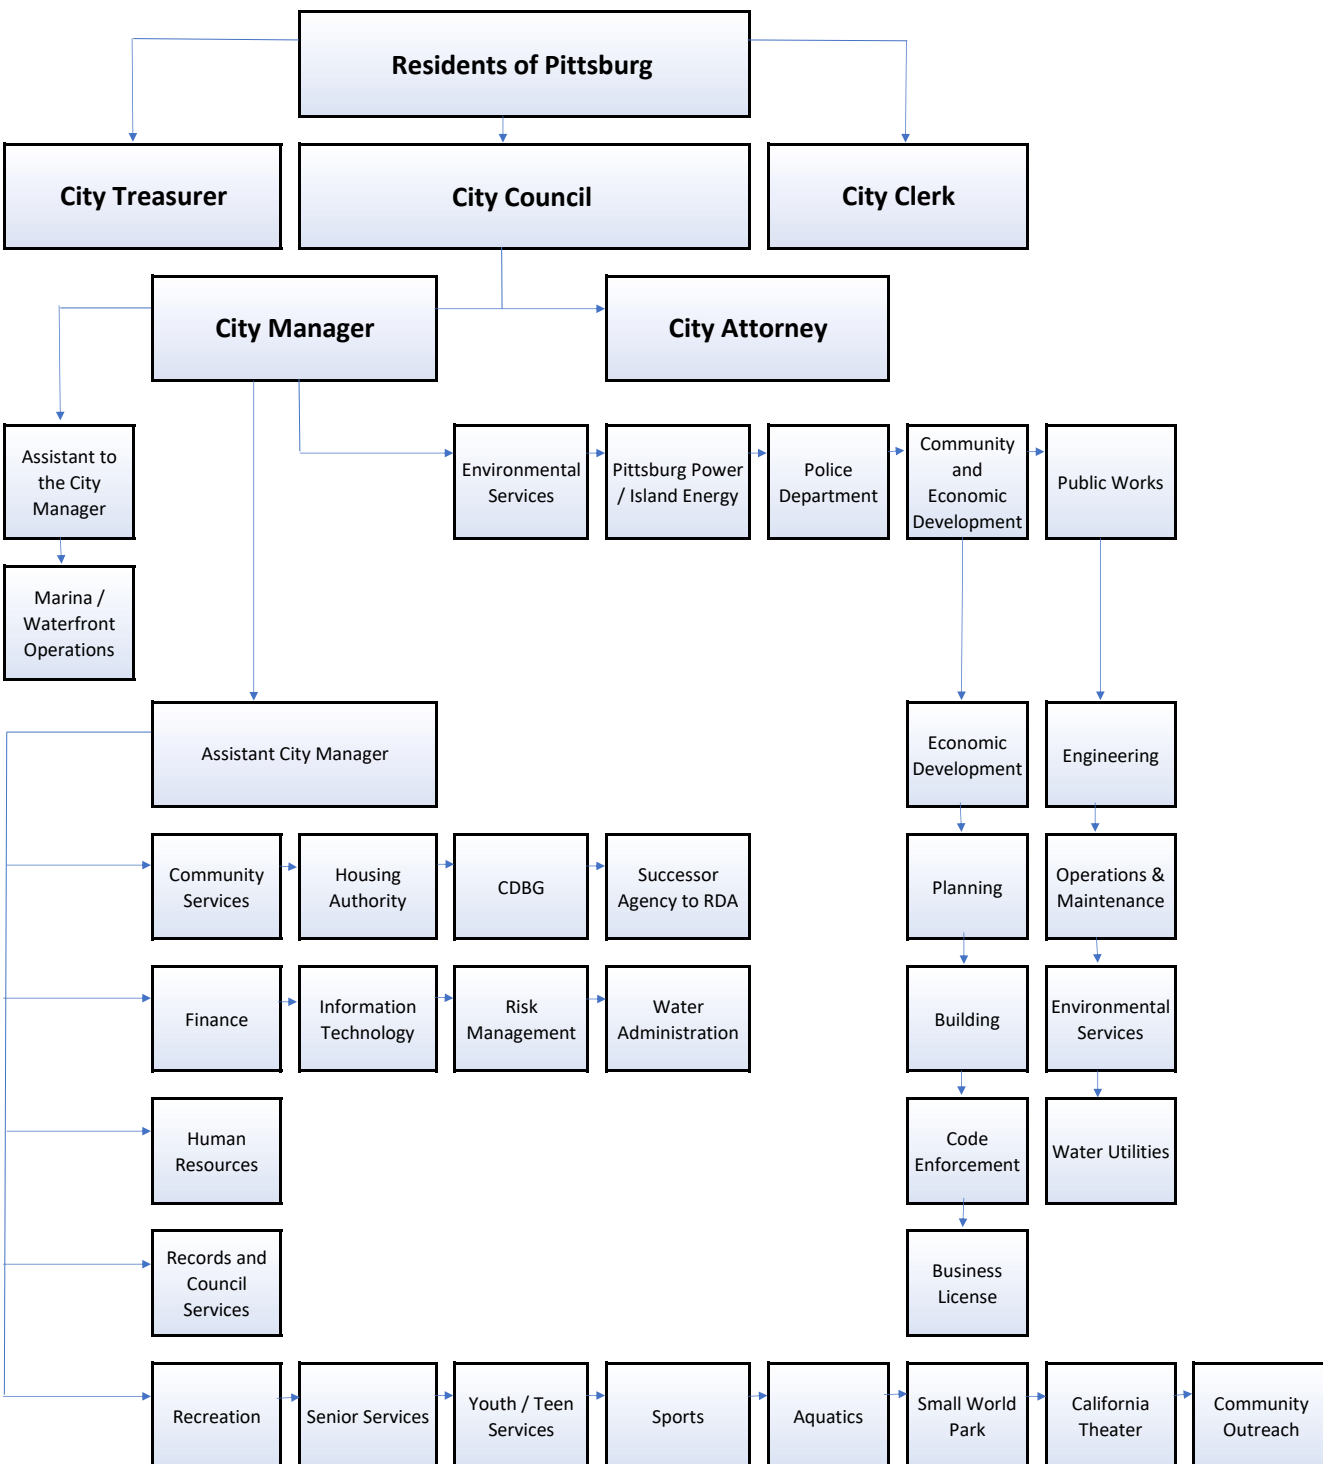 Residents of Pittsburg
City Treasurer
City Council
City Clerk
City Manager
City Attorney
Assistant to
the City
Manager
Environmental
Services
Pittsburg Power
/ Island Energy
Police
Department
Community
and
Economic
Development
Public Works
Marina /
Waterfront
Operations
Assistant City Manager
Economic
Development
Engineering
Community
Services
Housing
Authority
CDBG
Successor
Agency to RDA
Planning
Operations &
Maintenance
Finance
Information
Technology
Risk
Management
Water
Administration
Building
Environmental
Services
Human
Resources
Code
Enforcement
Water Utilities
Records and
Council
Services
Business
License
Recreation
Senior Services
Youth / Teen
Services
Sports
Aquatics
Small World
Park
California
Theater
Community
Outreach